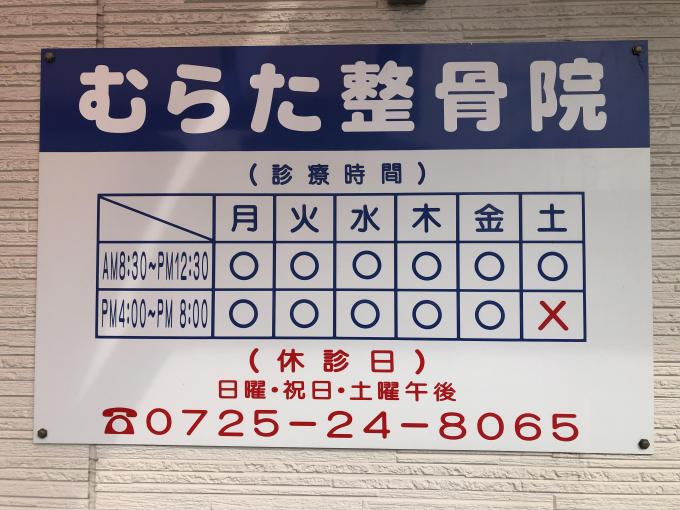 むらた整骨院
(診療時間)
月 火 水 木 金 土
AM8:30~PM12:30 ○ ○ ○ ○ ○ ○
PM4:00~PM 8:00 ○ ○ ○ ○ ○ ×
(休診日)
日曜・祝日・土曜午後
☎0725-24-8065